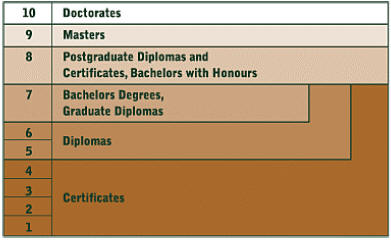 10 Doctorates
9 Masters
8 Postgraduate Diplomas and
Certificates, Bachelors with Honours
7 Bachelors Degrees,
Graduate Diplomas
6
Diplomas
5
4
3
Certificates
2
1